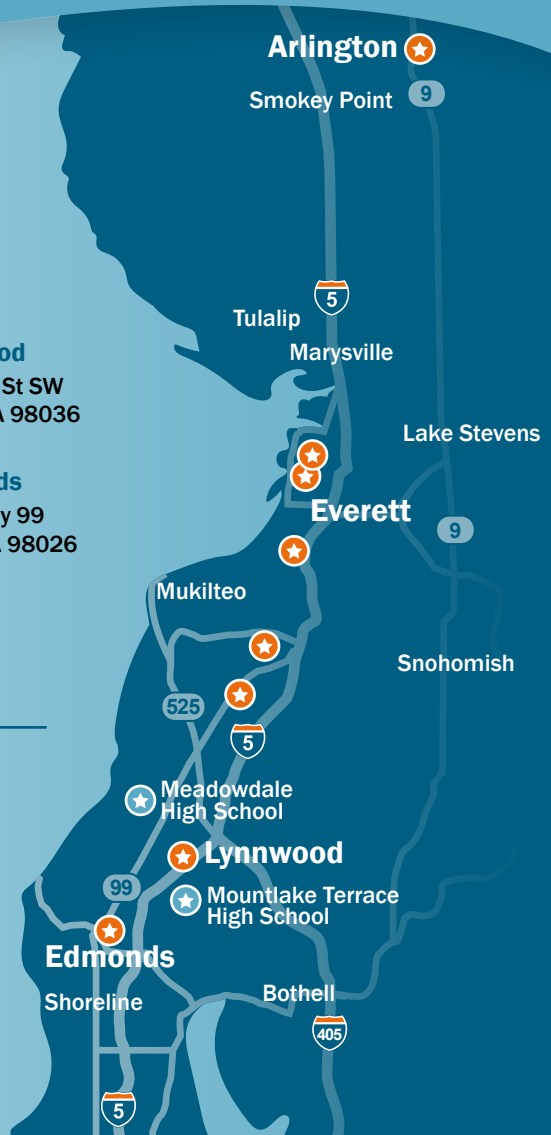 Arlington
9
Smokey Point
5
Tulalip
Marysville
od
St SW
A 98036
Lake Stevens
ds
y 99
98026
Everett
9
Mukilteo
Snohomish
525
5
Meadowdale
High School
Lynnwood
99
Mountlake Terrace
High School
Edmonds
Shoreline
Bothell
405
5